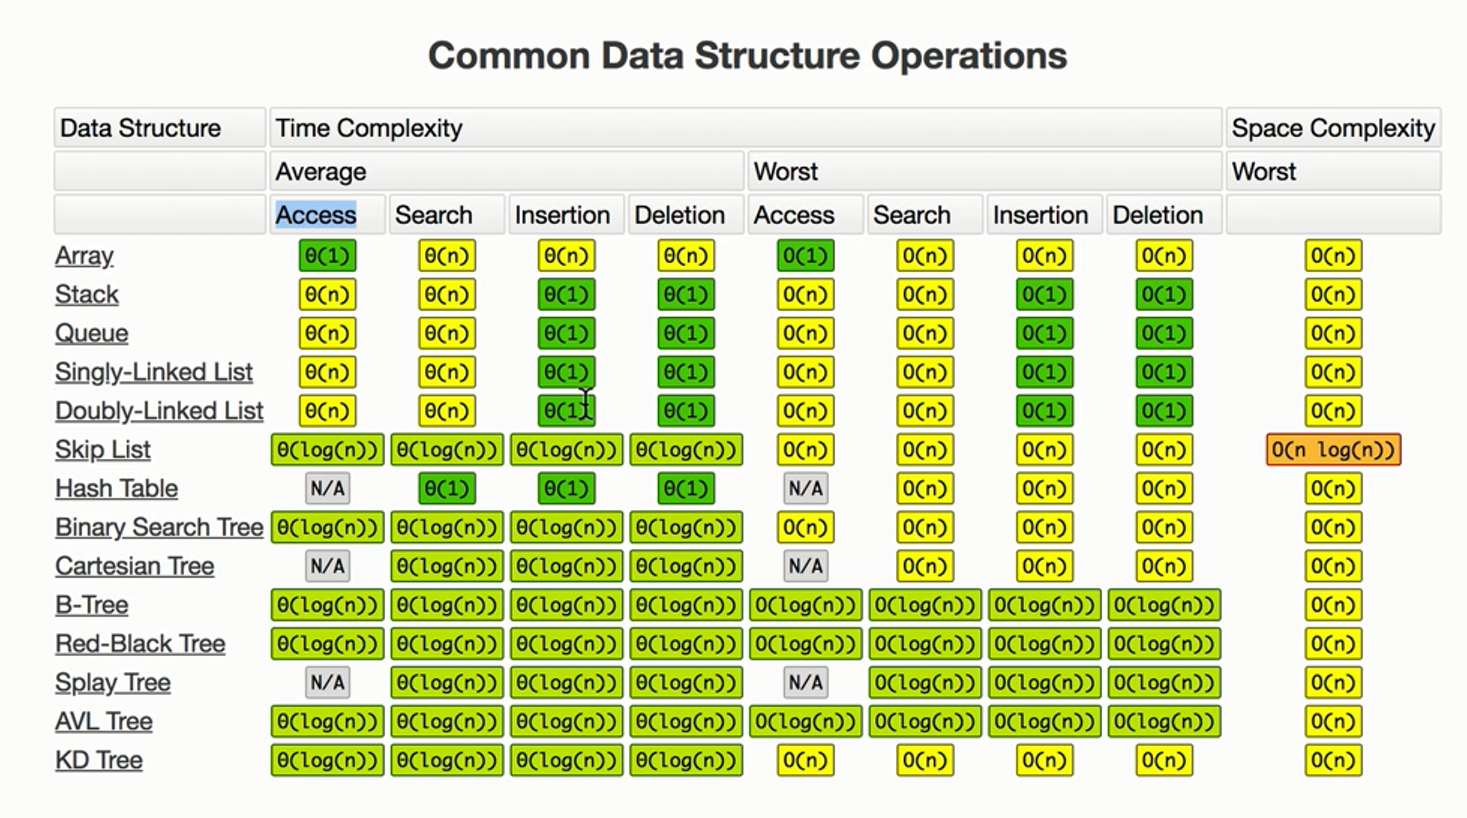 Common Data Structure Operations
Data Structure Time Complexity Space Complexity
Average Worst Worst
Access Search Insertion Deletion Access Search Insertion Deletion
Array Θ(1) Θ(n) Θ(n) Θ(n) O(1) O(n) O(n) O(n) O(n)
Stack Θ(n) Θ(n) Θ(1) Θ(1) O(n) O(n) O(1) O(1) O(n)
Queue Θ(n) Θ(n) Θ(1) Θ(1) O(n) O(n) O(1) O(1) O(n)
Singly-Linked List Θ(n) Θ(n) Θ(1) Θ(1) O(n) O(n) O(1) O(1) O(n)
Doubly-Linked List Θ(n) Θ(n) Θ(1) Θ(1) O(n) O(n) O(1) O(1) O(n)
Skip List Θ(log(n)) Θ(log(n)) Θ(log(n)) Θ(log(n)) O(n) O(n) O(n) O(n) O(n log(n))
Hash Table N/A Θ(1) Θ(1) Θ(1) N/A O(n) O(n) O(n) O(n)
Binary Search Tree Θ(log(n)) Θ(log(n)) Θ(log(n)) Θ(log(n)) O(n) O(n) O(n) O(n) O(n)
Cartesian Tree N/A Θ(log(n)) Θ(log(n)) Θ(log(n)) N/A O(n) O(n) O(n) O(n)
B-Tree Θ(log(n)) Θ(log(n)) Θ(log(n)) Θ(log(n)) O(log(n)) O(log(n)) O(log(n)) O(log(n)) O(n)
Red-Black Tree Θ(log(n)) Θ(log(n)) Θ(log(n)) Θ(log(n)) O(log(n)) O(log(n)) O(log(n)) O(log(n)) O(n)
Splay Tree N/A Θ(log(n)) Θ(log(n)) Θ(log(n)) N/A O(log(n)) O(log(n)) O(log(n)) O(n)
AVL Tree Θ(log(n)) Θ(log(n)) Θ(log(n)) Θ(log(n)) O(log(n)) O(log(n)) O(log(n)) O(log(n)) O(n)
KD Tree Θ(log(n)) Θ(log(n)) Θ(log(n)) Θ(log(n)) O(n) O(n) O(n) O(n) O(n)